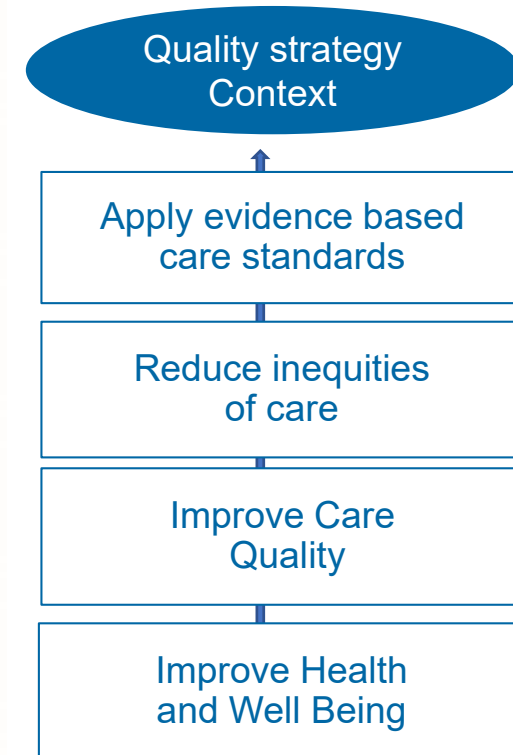 Quality strategy
Context
Apply evidence based
care standards
Reduce inequities
of care
Improve Care
Quality
Improve Health
and Well Being